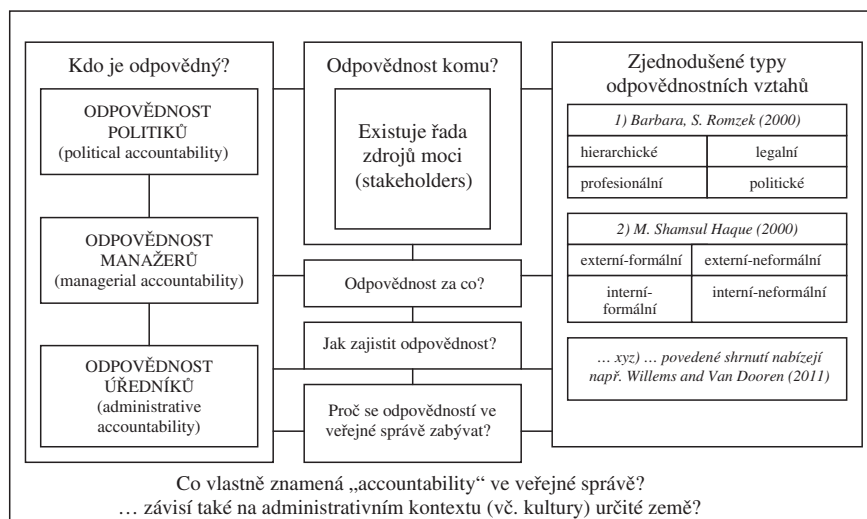 Kdo je odpovědný?
ODPOVĚDNOST
POLITIKŮ
(political accountability)
ODPOVĚDNOST
MANAŽERŮ
(managerial accountability)
ODPOVĚDNOST
ÚŘEDNÍKŮ
(administrative
accountability)
Odpovědnost komu?
Existuje řada
zdrojů moci
(stakeholders)
Odpovědnost za co?
Jak zajistit odpovědnost?
Proč se odpovědností ve
veřejné správě zabývat?
Zjednodušené typy
odpovědnostních vztahů
1) Barbara, S. Romzek (2000)
hierarchické legalní
profesionální politické
2) M. Shamsul Haque (2000)
externí-formální externí-neformální
interní-
formální
interní-neformální
… xyz) … povedené shrnutí nabízejí
např. Willems and Van Dooren (2011)
Co vlastně znamená „accountability“ ve veřejné správě?
… závisí také na administrativním kontextu (vč. kultury) určité země?